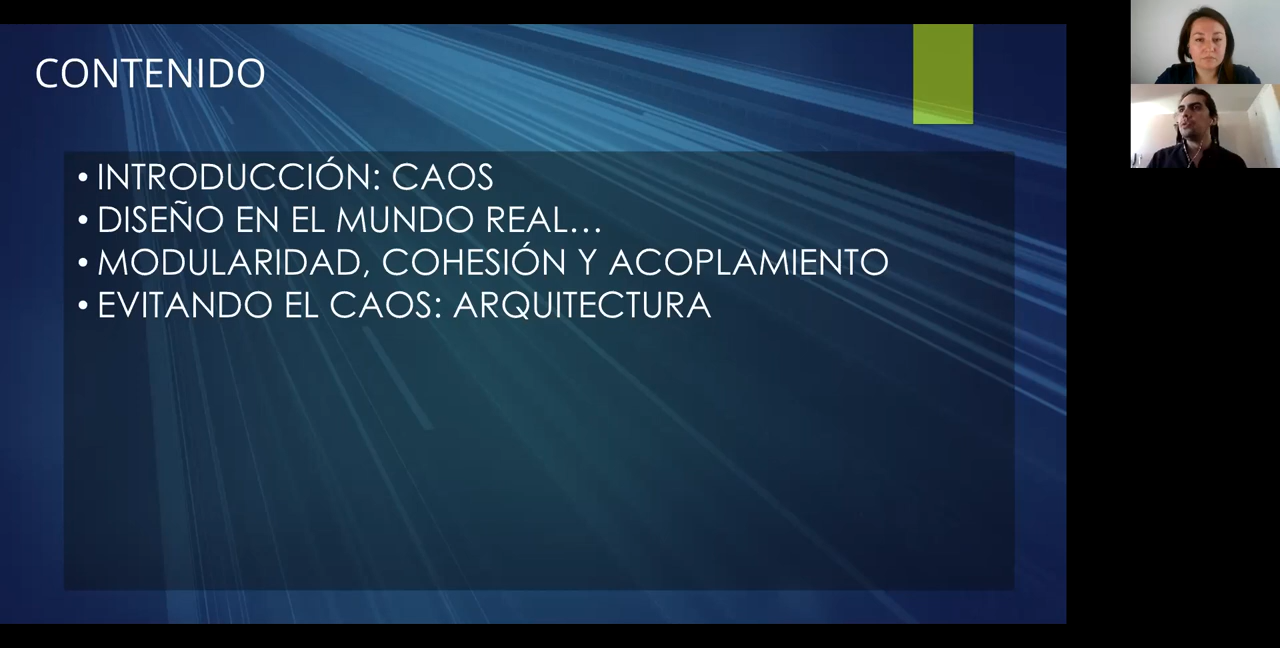 CONTENIDO
• INTRODUCCIÓN: CAOS
• DISEÑO EN EL MUNDO REAL...
• MODULARIDAD, COHESIÓN Y ACOPLAMIENTO
• EVITANDO EL CAOS: ARQUITECTURA